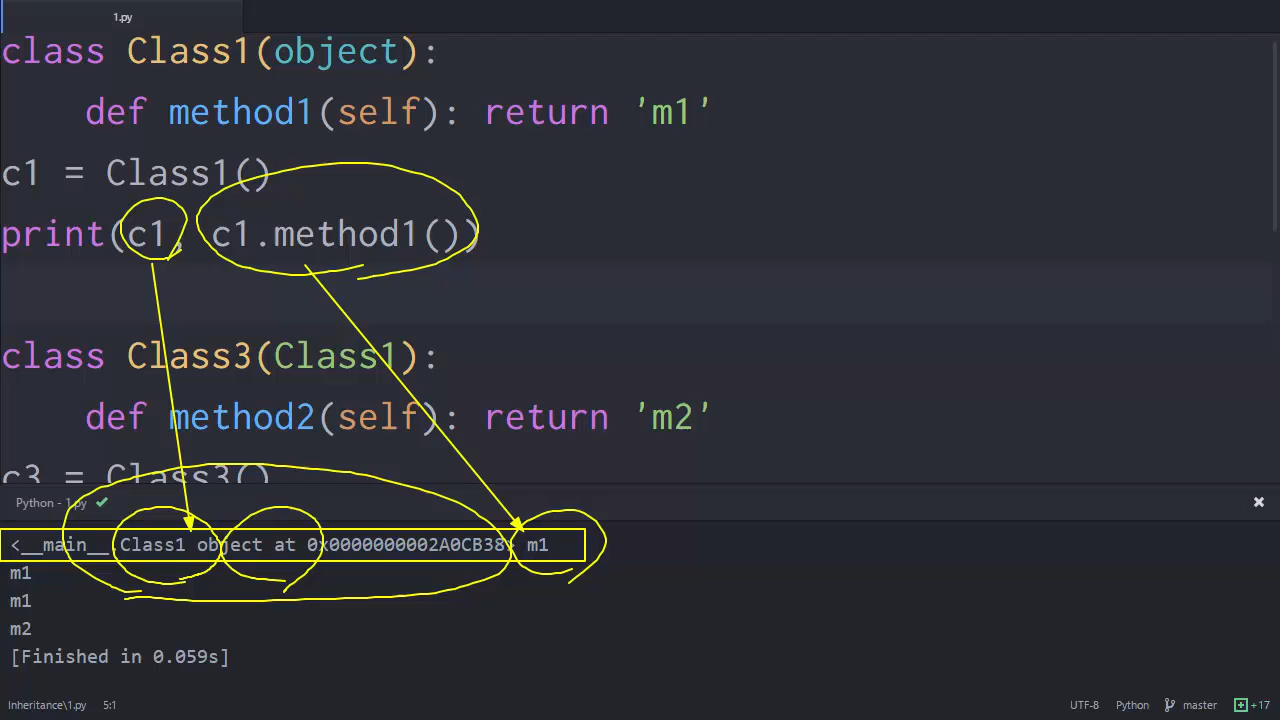 1.py
class Class1(object):
    def method1(self): return 'm1'
c1 = Class1()
print(c1, c1.method1())
class Class3(Class1):
    def method2(self): return 'm2'
c3 = Class3()
Python - 1.py
<__main__.Class1 object at 0x0000000002A0CB38> m1
m1
m1
m2
[Finished in 0.059s]
Inheritance\1.py 5:1 UTF-8 Python master +17